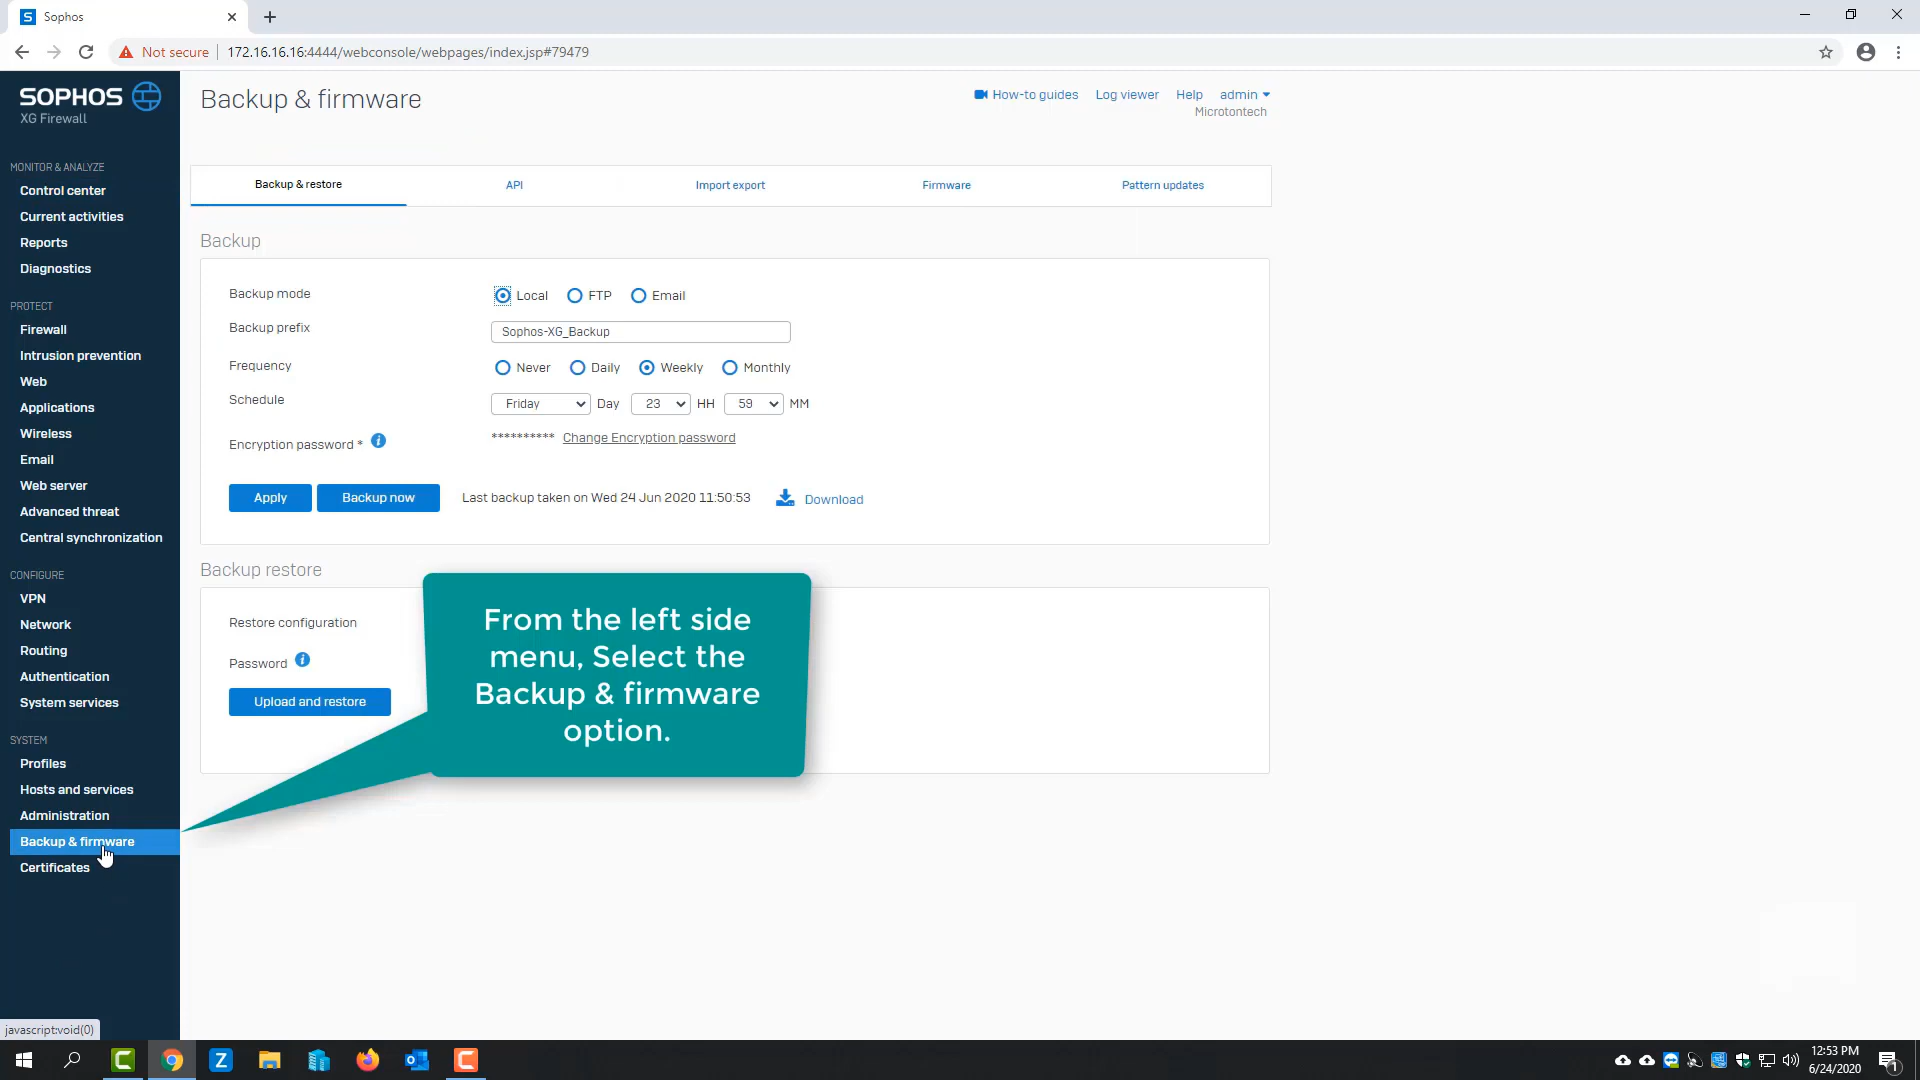 Sophos
Not secure
172.16.16.16:4444/webconsole/webpages/index.jsp#79479
SOPHOS
XG Firewall
Backup & firmware
How-to guides
Log viewer
Help
admin
Microtontech
MONITOR & ANALYZE
Control center
Current activities
Reports
Diagnostics
PROTECT
Firewall
Intrusion prevention
Web
Applications
Wireless
Email
Web server
Advanced threat
Central synchronization
CONFIGURE
VPN
Network
Routing
Authentication
System services
SYSTEM
Profiles
Hosts and services
Administration
Backup & firmware
Certificates
Backup & restore
API
Import export
Firmware
Pattern updates
Backup
Backup mode
Local
FTP
Email
Backup prefix
Sophos-XG_Backup
Frequency
Never
Daily
Weekly
Monthly
Schedule
Friday
Day
23
HH
59
MM
Encryption password *
**********
Change Encryption password
Apply
Backup now
Last backup taken on Wed 24 Jun 2020 11:50:53
Download
Backup restore
Restore configuration
Password
Upload and restore
From the left side
menu, Select the
Backup & firmware
option.
javascript:void(0)
12:53 PM
6/24/2020
1